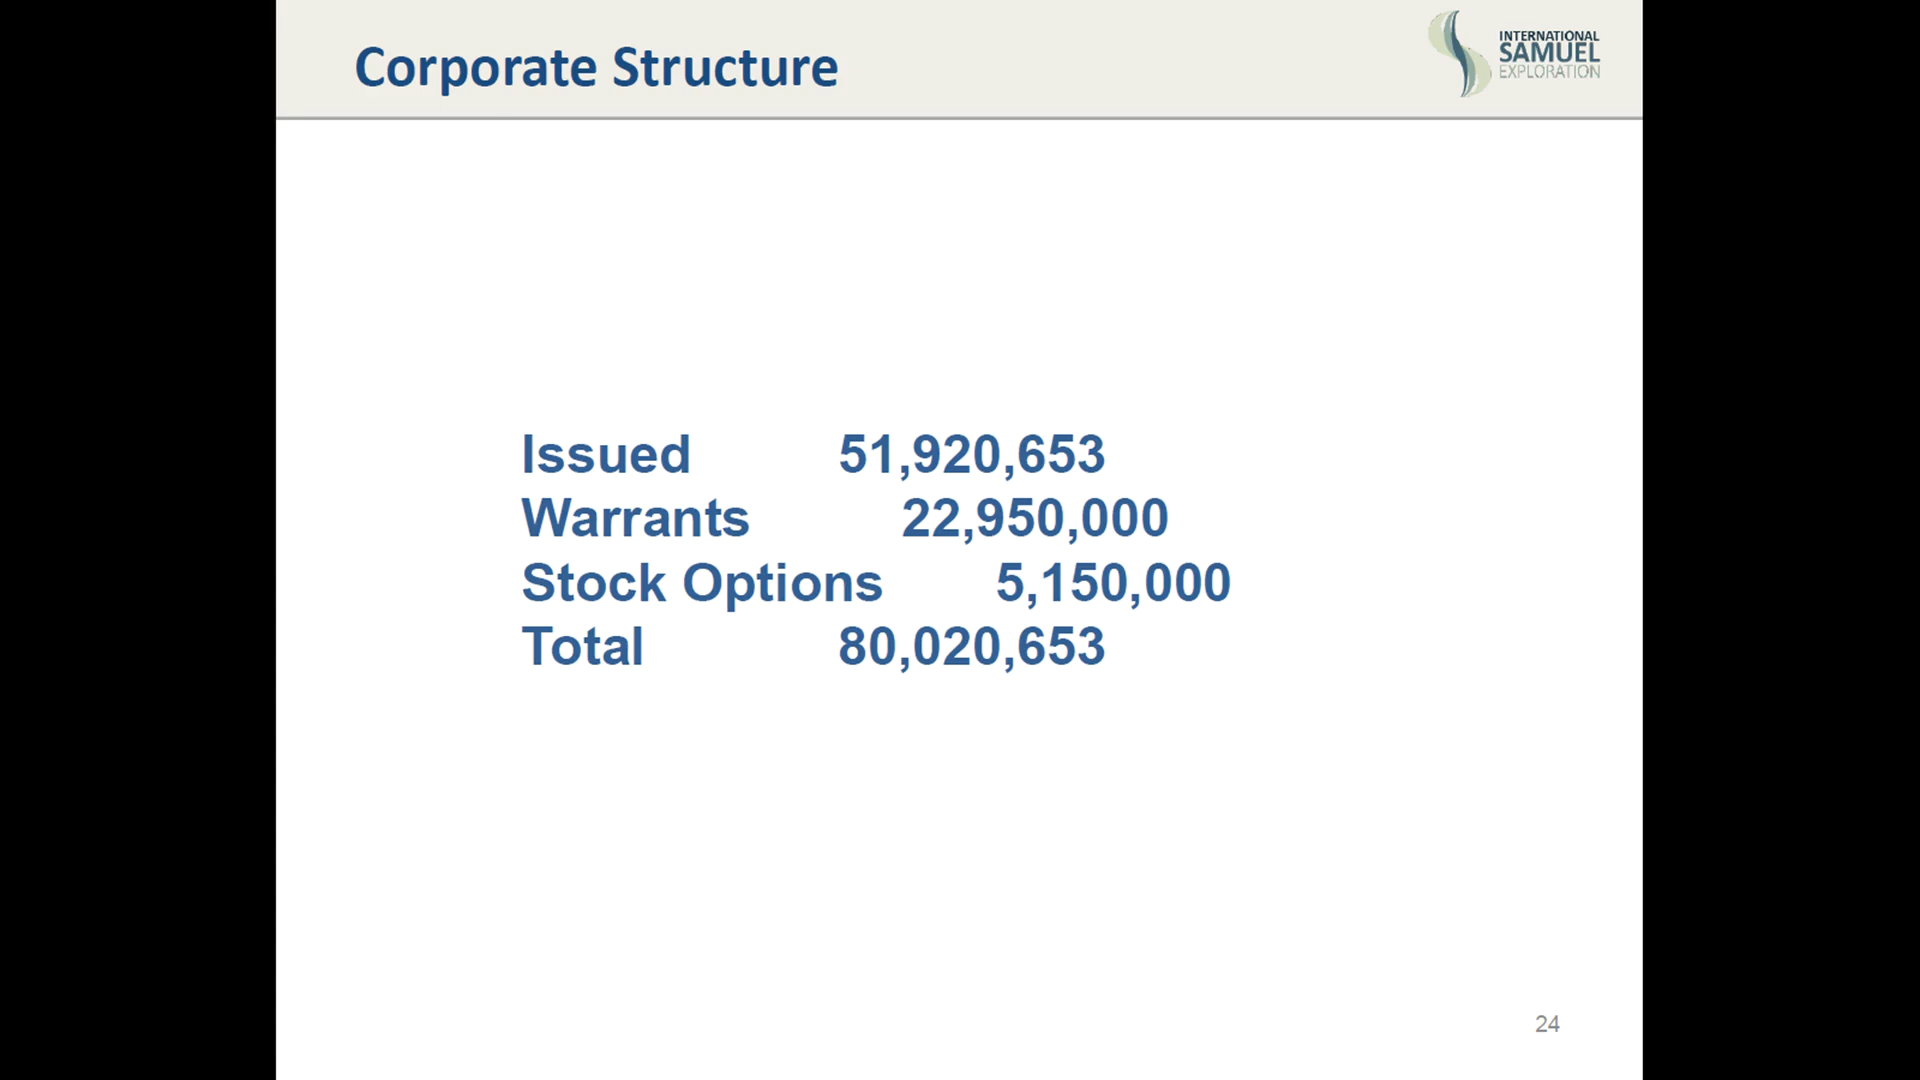 Corporate Structure
INTERNATIONAL
SAMUEL
EXPLORATION
Issued 51,920,653
Warrants 22,950,000
Stock Options 5,150,000
Total 80,020,653
24